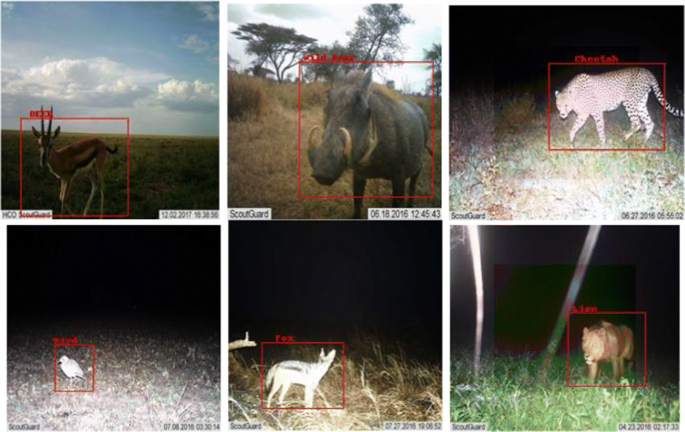 Cheetah
HCO ScoutGuard 12.02.2017 16:38:56
ScoutGuard 06.18.2016 12:45:43
ScoutGuard 06.27.2016 05:55:02
Fox
Lion
ScoutGuard 07.08.2016 03:30:14
ScoutGuard 07.27.2016 19:06:52
ScoutGuard 04.23.2016 02:17:33